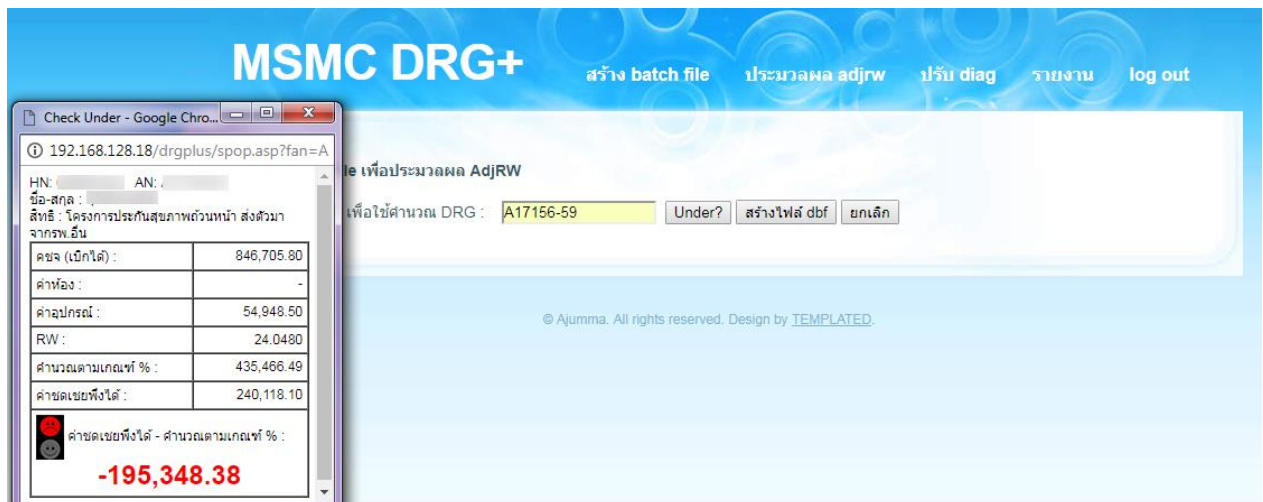 MSMC DRG+
สร้าง batch file ประมวลผล adjrw ปรับ diag รายงาน log out
Check Under - Google Chro...
192.168.128.18/drgplus/spop.asp?fan=A
HN: AN:
ชื่อ-สกุล :
สิทธิ : โครงการประกันสุขภาพถ้วนหน้า ส่งตัวมา
จากรพ.อื่น
คชจ (เบิกได้) : 846,705.80
ค่าห้อง : -
ค่าอุปกรณ์ : 54,948.50
RW : 24.0480
คำนวณตามเกณฑ์ % : 435,466.49
ค่าชดเชยพึงได้ : 240,118.10
ค่าชดเชยพึงได้ - คำนวณตามเกณฑ์ % :
-195,348.38
le เพื่อประมวลผล AdjRW
เพื่อใช้คำนวณ DRG : A17156-59 Under? สร้างไฟล์ dbf ยกเลิก
© Ajumma. All rights reserved. Design by TEMPLATED.